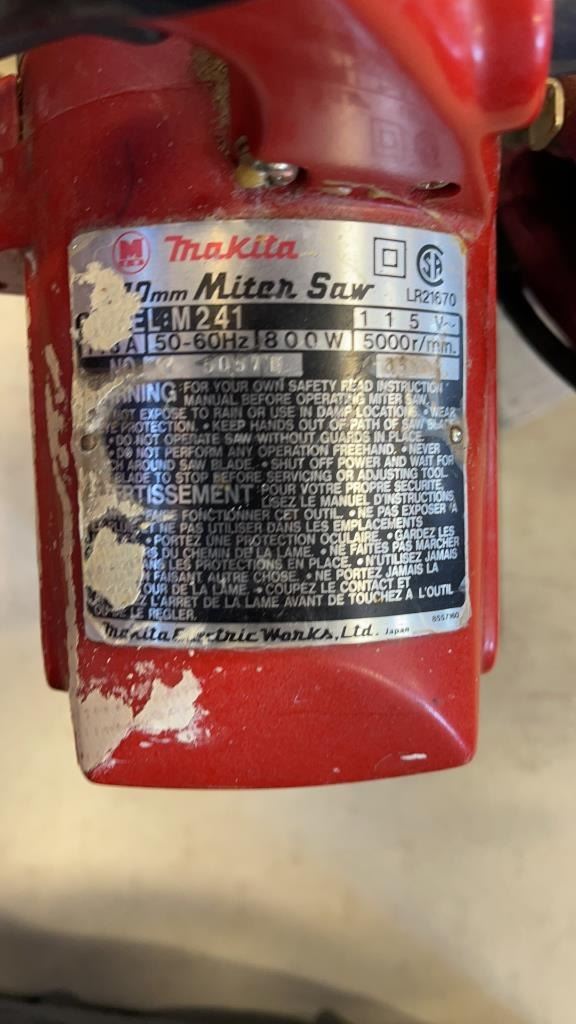 M Makita
mm Miter Saw LR21670
EL:M241 115 V~
A 50-60Hz 800W 5000r/min.
NO
FOR YOUR OWN SAFETY READ INSTRUCTION
MANUAL BEFORE OPERATING MITER SAW.
NOT EXPOSE TO RAIN OR USE IN DAMP LOCATIONS. • WEAR
E PROTECTION. • KEEP HANDS OUT OF PATH OF SAW BLADE.
• DO NOT OPERATE SAW WITHOUT GUARDS IN PLACE.
• DO NOT PERFORM ANY OPERATION FREEHAND. • NEVER
CH AROUND SAW BLADE. • SHUT OFF POWER AND WAIT FOR
BLADE TO STOP BEFORE SERVICING OR ADJUSTING TOOL.
ERTISSEMENT POUR VOTRE PROPRE SECURITE,
LISEZ LE MANUEL D'INSTRUCTIONS
FAIRE FONCTIONNER CET OUTIL. • NE PAS EXPOSER A
NE PAS UTILISER DANS LES EMPLACEMENTS
PORTEZ UNE PROTECTION OCULAIRE. • GARDEZ LES
S DU CHEMIN DE LA LAME. • NE FAITES PAS MARCHER
ANS LES PROTECTIONS EN PLACE. • N'UTILISEZ JAMAIS
N FAISANT AUTRE CHOSE. • NE PORTEZ JAMAIS LA
TOUR DE LA LAME. • COUPEZ LE CONTACT ET
Z L'ARRET DE LA LAME AVANT DE TOUCHEZ A L'OUTIL
LE REGLER.
Makita Electric Works, Ltd. Japan